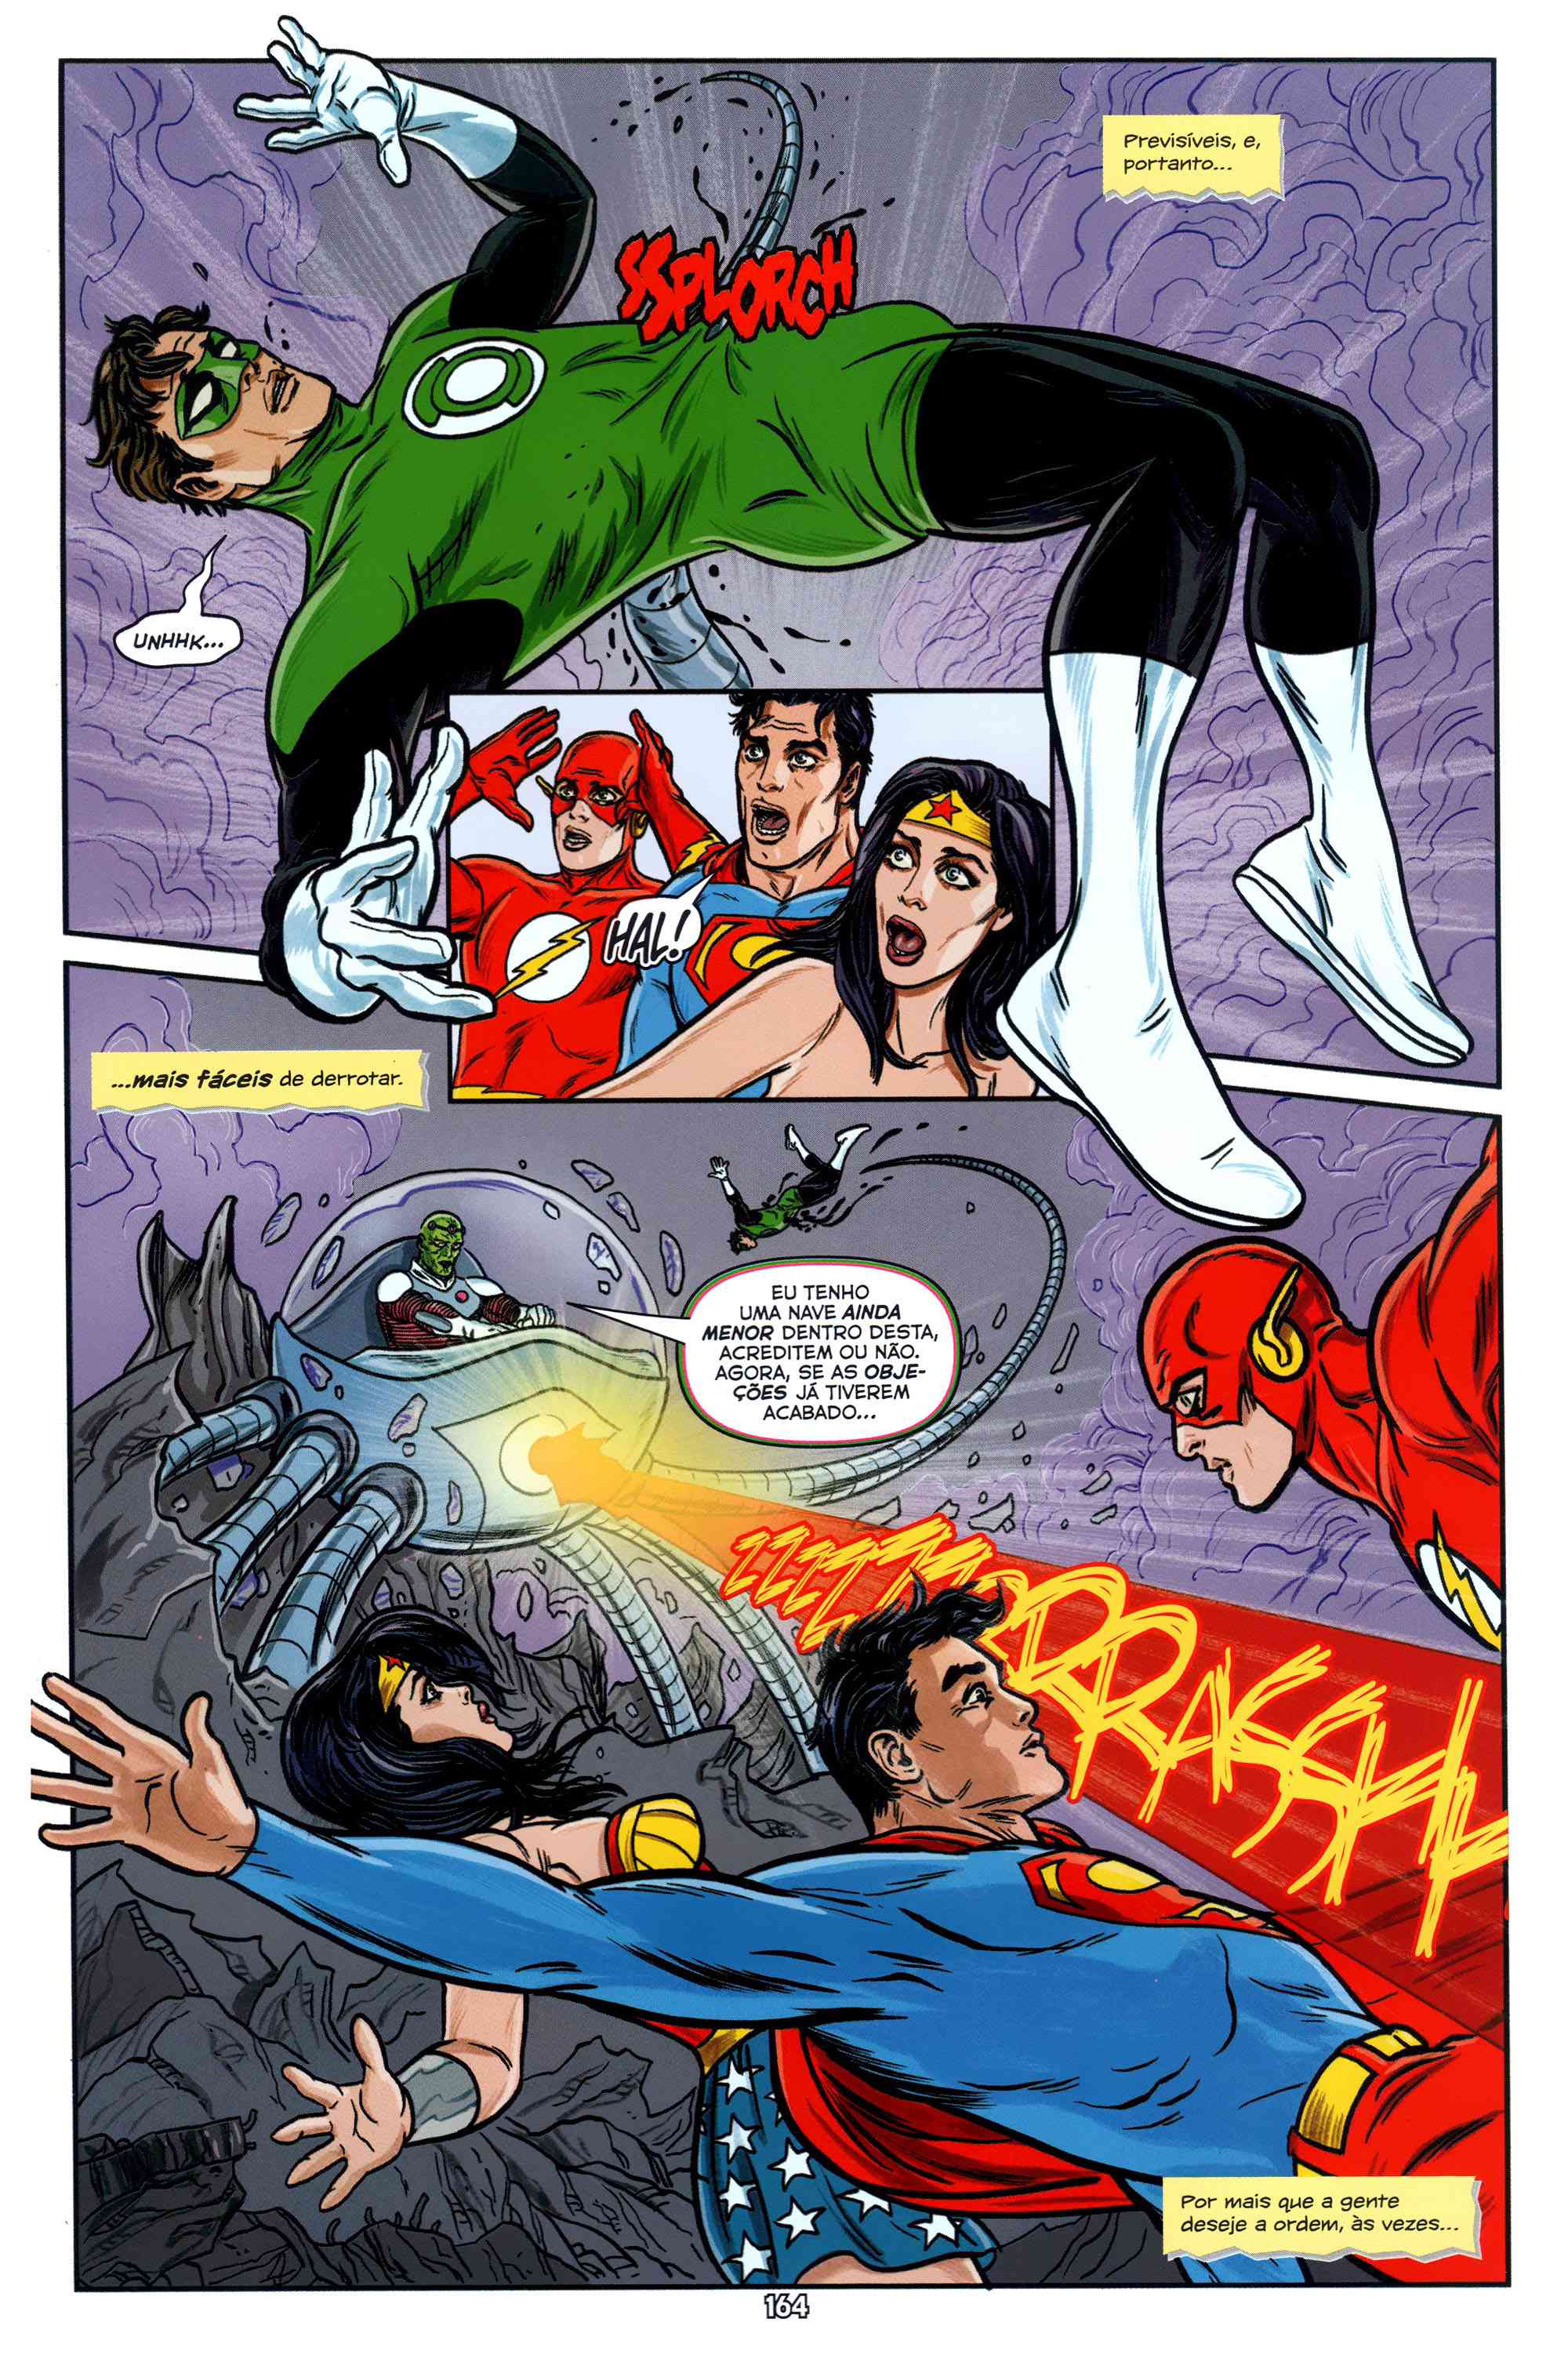 Previsíveis, e,
portanto...
SSPLORCH
UNHHK...
HAL!
...mais fáceis de derrotar.
EU TENHO
UMA NAVE AINDA
MENOR DENTRO DESTA,
ACREDITEM OU NÃO.
AGORA, SE AS OBJE-
ÇÕES JÁ TIVEREM
ACABADO...
Por mais que a gente
deseje a ordem, às vezes...
164